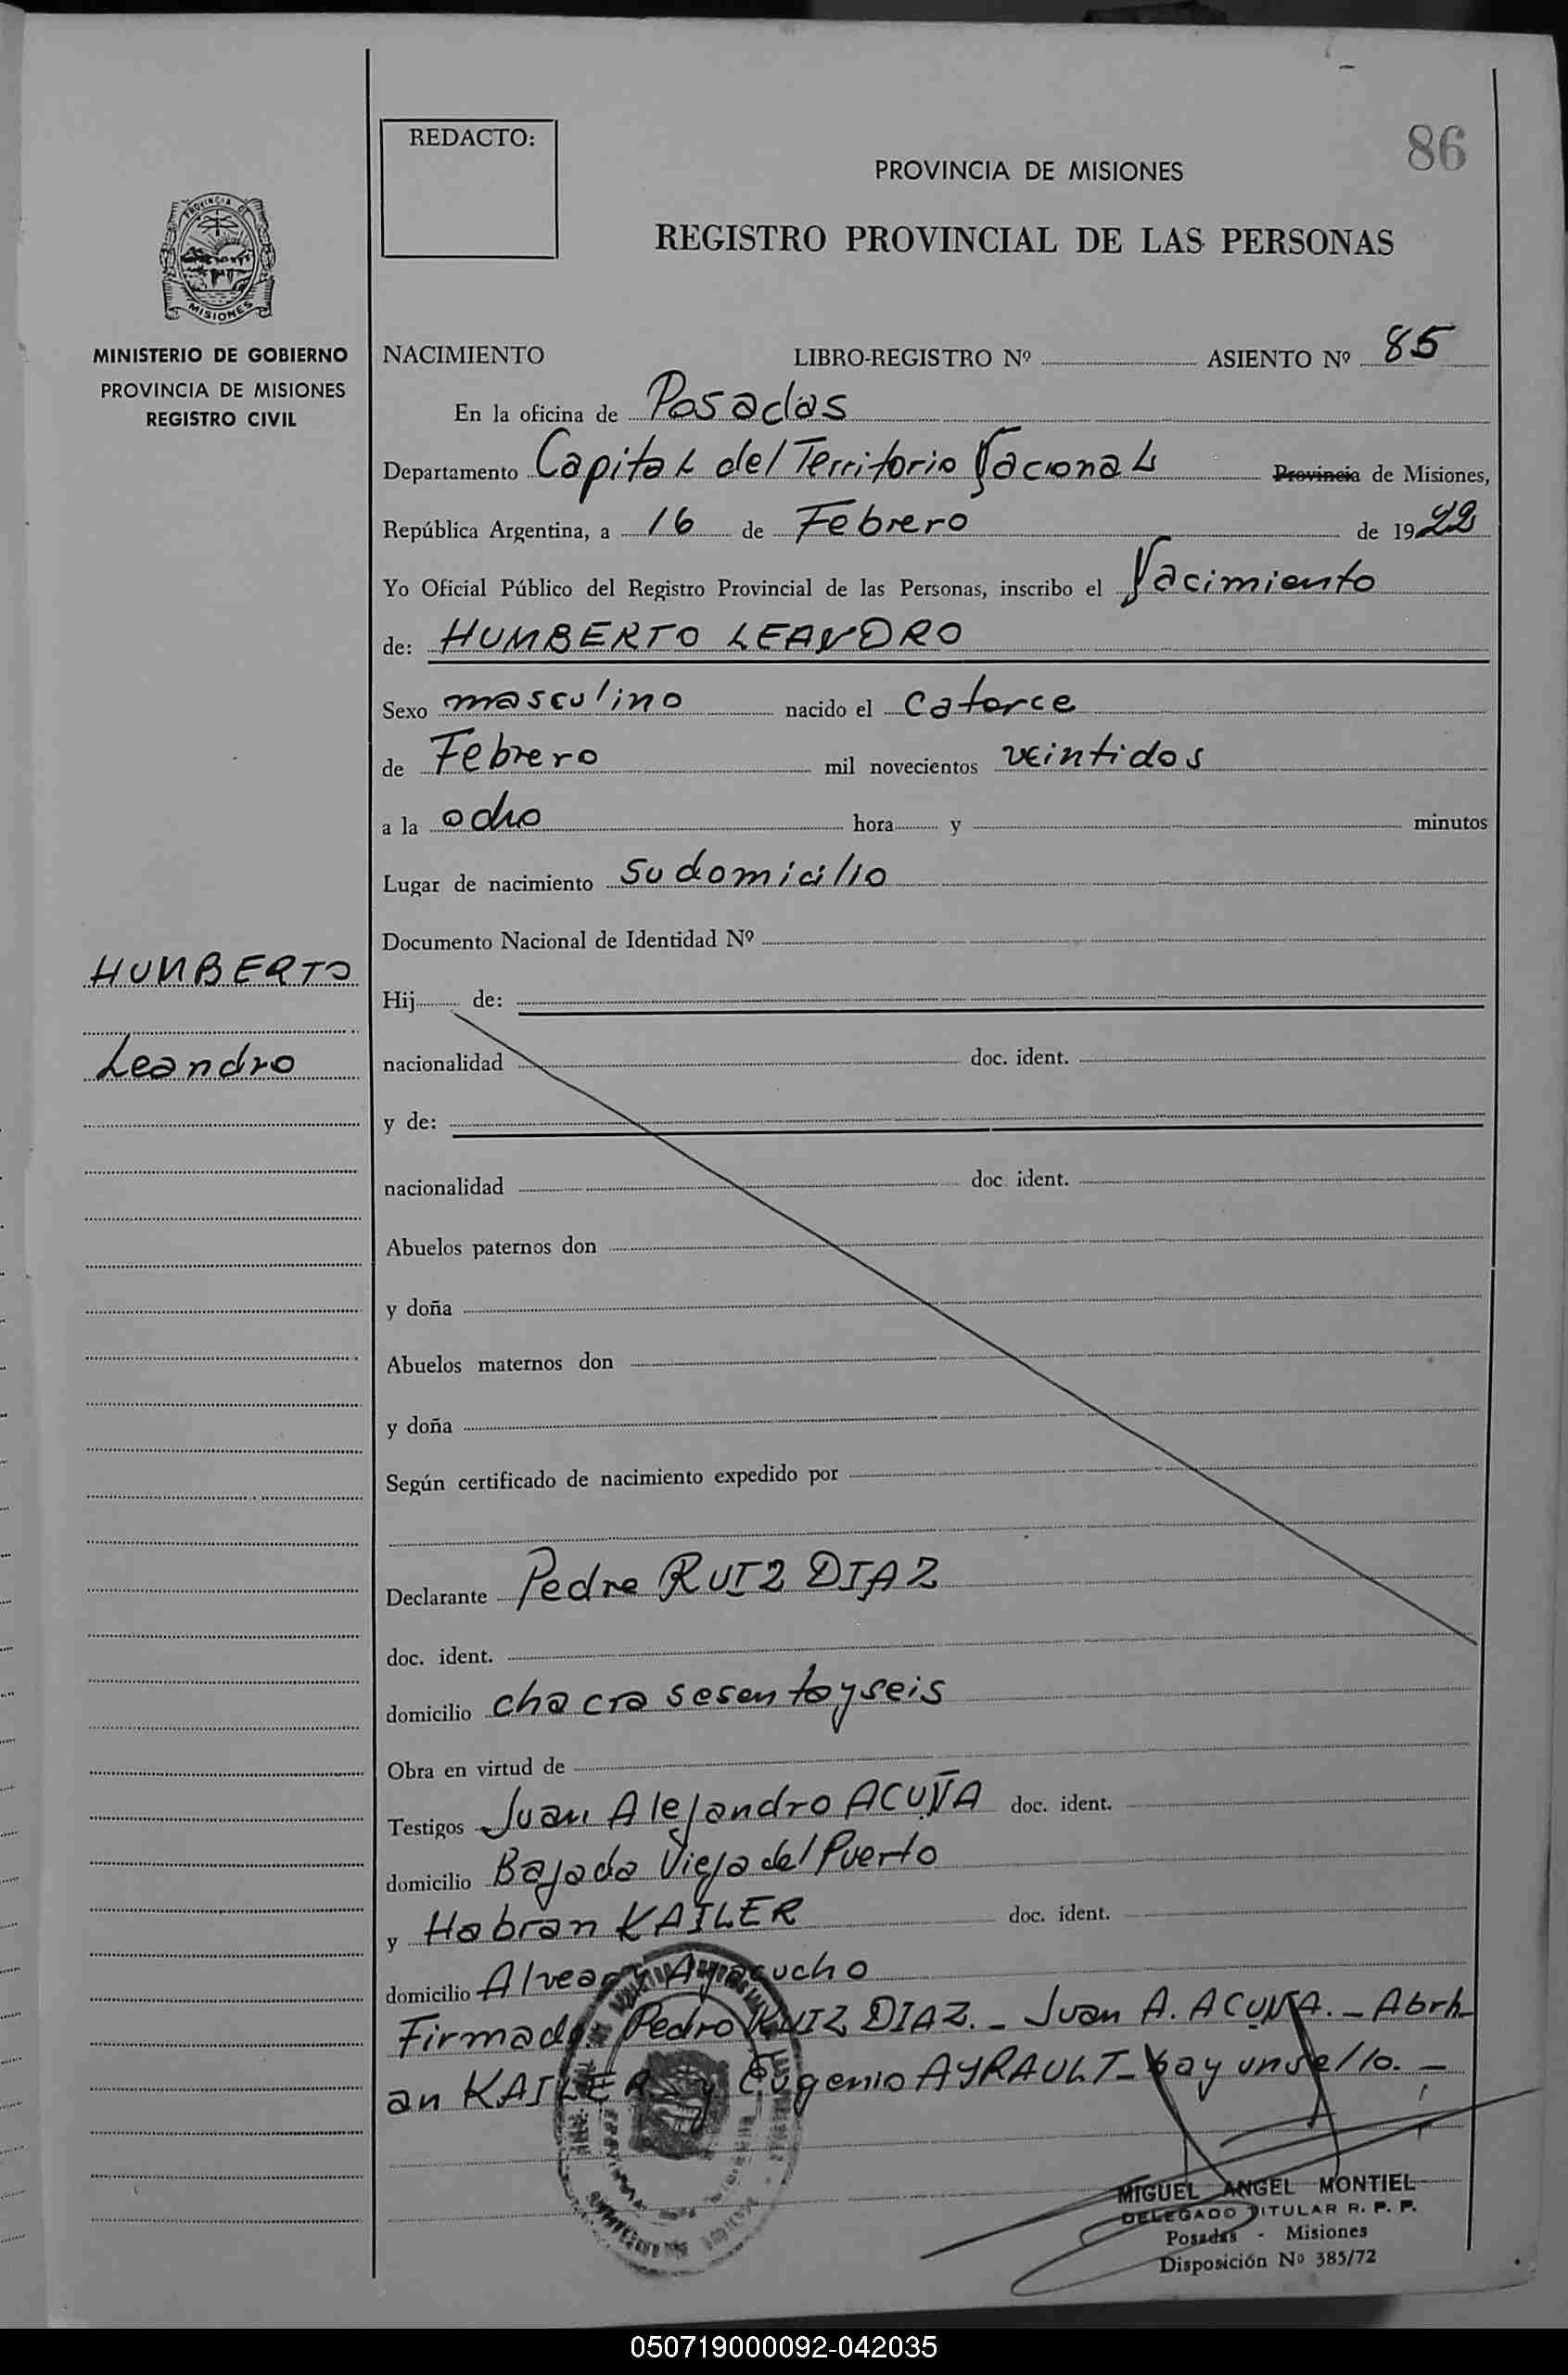 REDACTO:
86
PROVINCIA DE MISIONES
REGISTRO PROVINCIAL DE LAS PERSONAS
PROVINCIA DE
MISIONES
MINISTERIO DE GOBIERNO
PROVINCIA DE MISIONES
REGISTRO CIVIL
NACIMIENTO LIBRO-REGISTRO Nº ASIENTO Nº 85
En la oficina de Posadas
Departamento Capital del Territorio Nacional Provincia de Misiones,
República Argentina, a 16 de Febrero de 1922
Yo Oficial Público del Registro Provincial de las Personas, inscribo el Nacimiento
de: HUMBERTO LEANDRO
Sexo masculino nacido el catorce
de Febrero mil novecientos veintidos
a la ocho hora y minutos
Lugar de nacimiento su domicilio
Documento Nacional de Identidad Nº
HUMBERTO
Leandro
Hij de:
nacionalidad doc. ident.
y de:
nacionalidad doc. ident.
Abuelos paternos don
y doña
Abuelos maternos don
y doña
Según certificado de nacimiento expedido por
Declarante Pedro RUIZ DIAZ
doc. ident.
domicilio chacra sesentayseis
Obra en virtud de
Testigos Juan Alejandro ACUÑA doc. ident.
domicilio Bajada Vieja del Puerto
y Habran KAILER doc. ident.
domicilio Alvear y Ayacucho
Firmado: Pedro RUIZ DIAZ. - Juan A. ACUÑA. - Abrh-
an KAILER y Eugenio AYRAULT - hay un sello. -
MIGUEL ANGEL MONTIEL
DELEGADO TITULAR R. P. P.
Posadas - Misiones
Disposición Nº 385/72
050719000092-042035